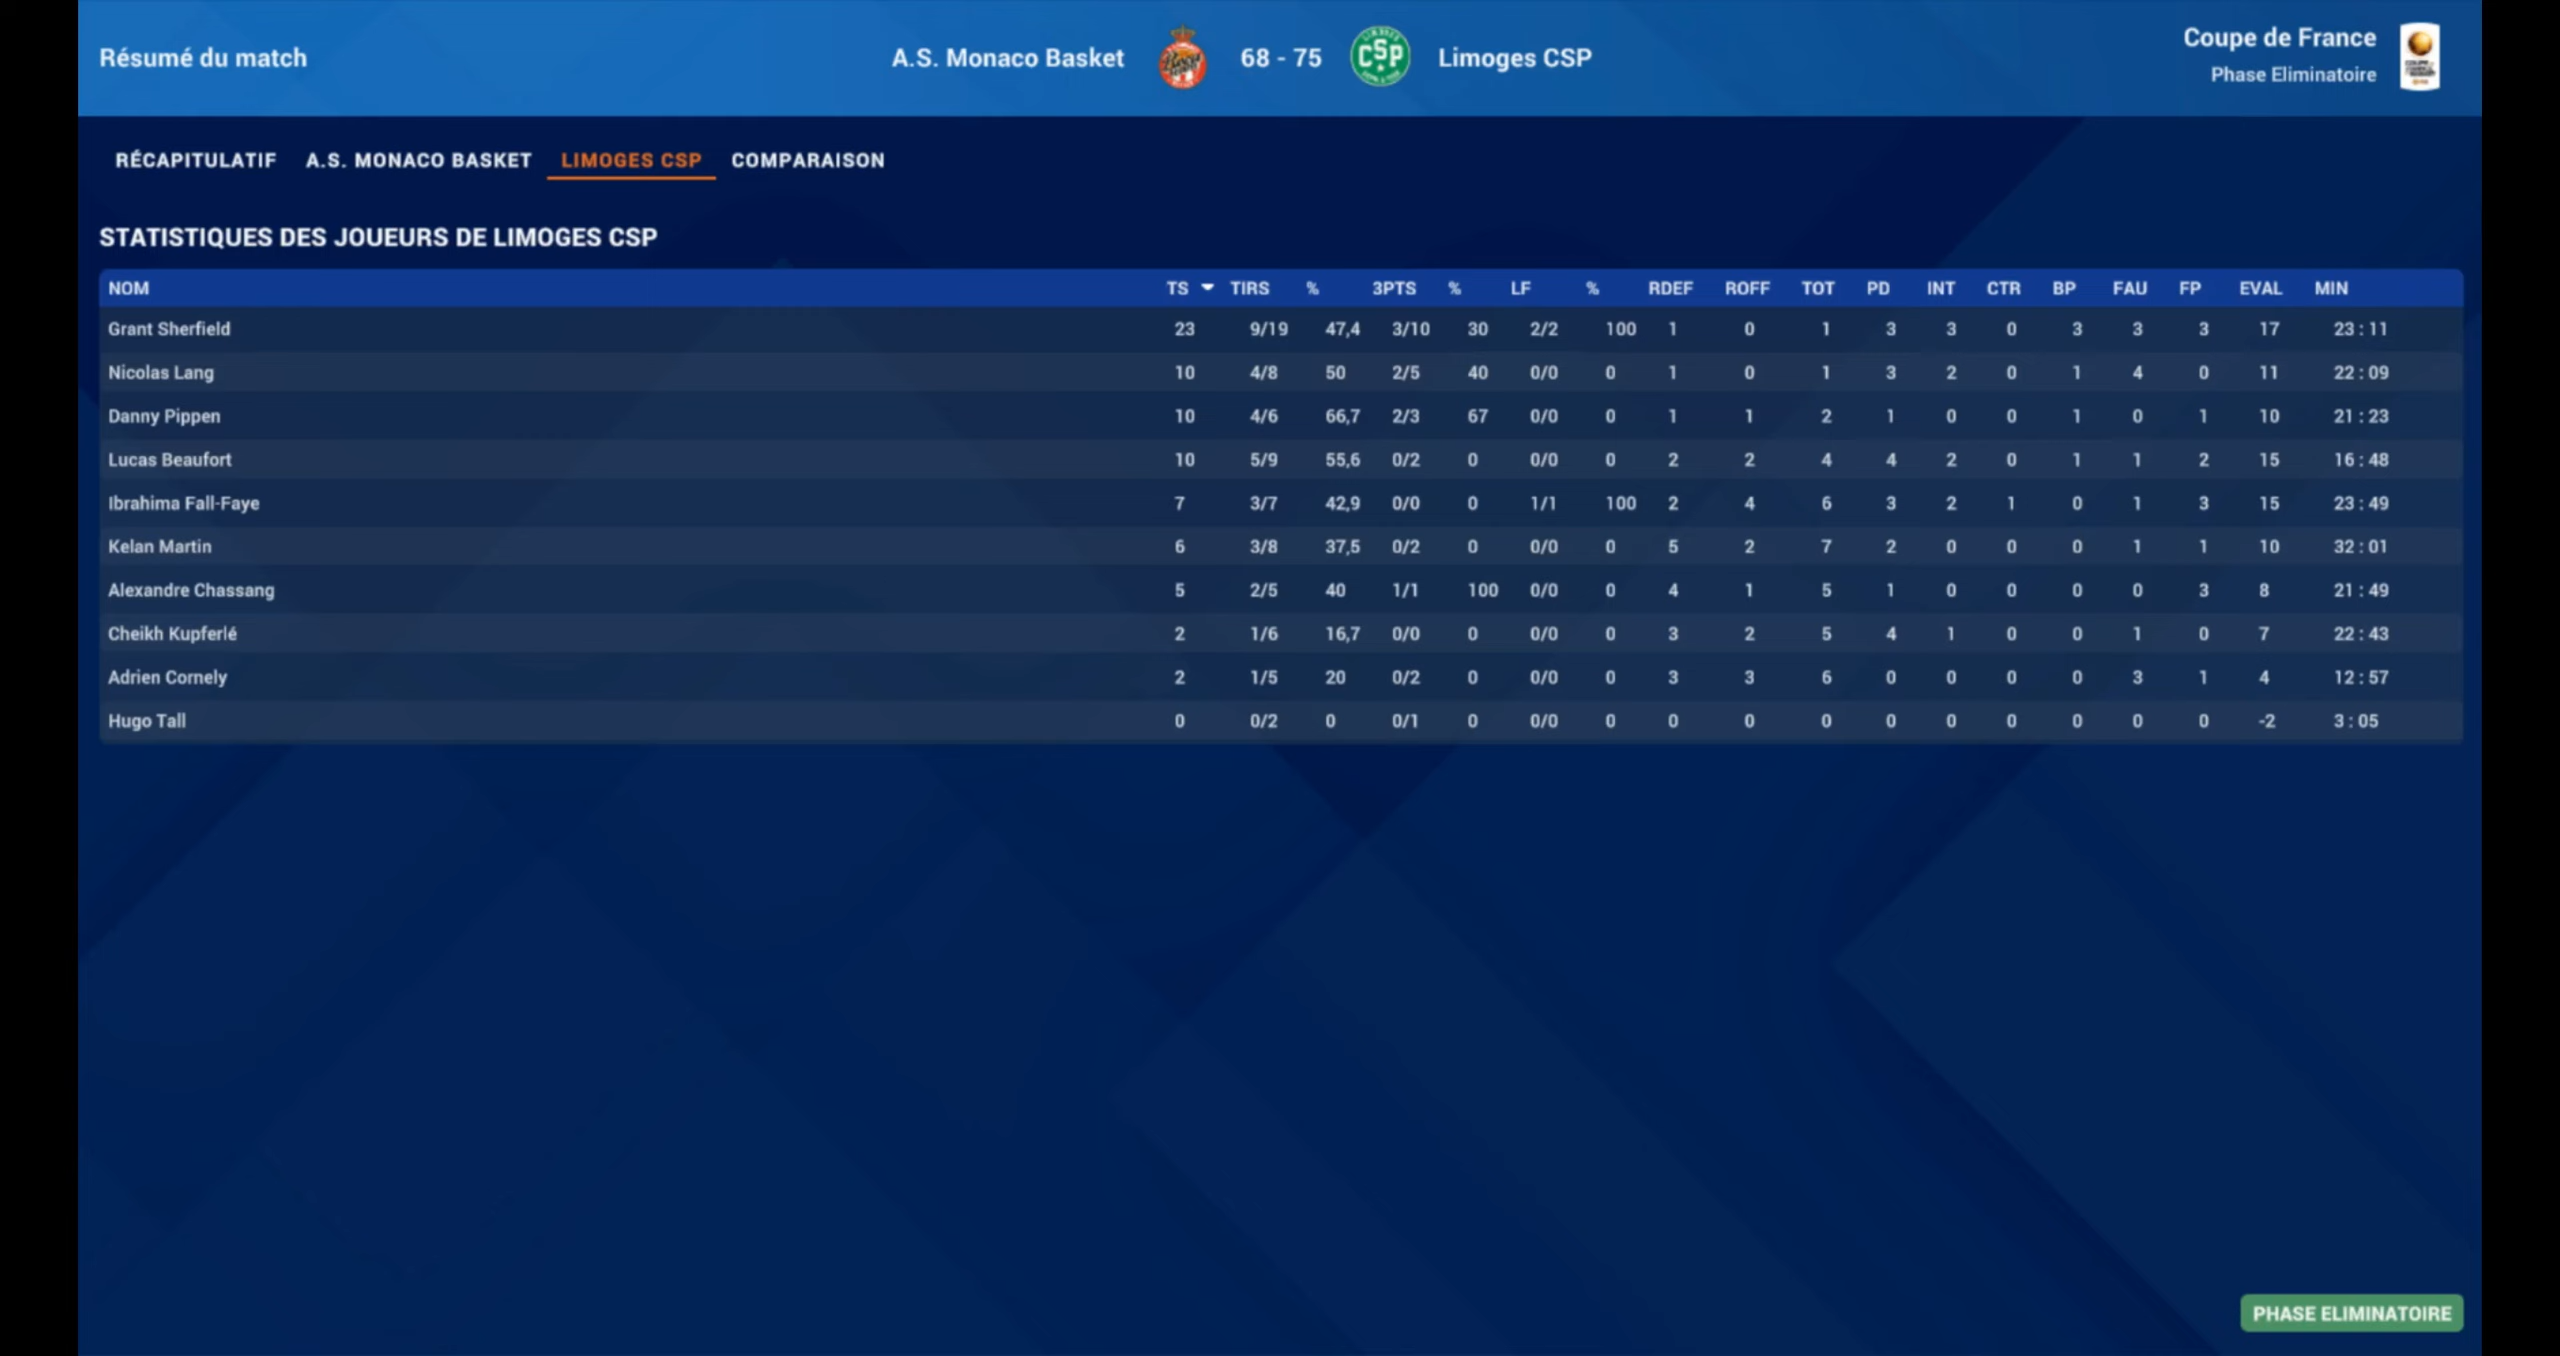 Résumé du match
A.S. Monaco Basket 68 - 75 CSP Limoges CSP
Coupe de France
Phase Eliminatoire
RÉCAPITULATIF A.S. MONACO BASKET LIMOGES CSP COMPARAISON
STATISTIQUES DES JOUEURS DE LIMOGES CSP
NOM TS TIRS % 3PTS % LF % RDEF ROFF TOT PD INT CTR BP FAU FP EVAL MIN
Grant Sherfield 23 9/19 47,4 3/10 30 2/2 100 1 0 1 3 3 0 3 3 3 17 23:11
Nicolas Lang 10 4/8 50 2/5 40 0/0 0 1 0 1 3 2 0 1 4 0 11 22:09
Danny Pippen 10 4/6 66,7 2/3 67 0/0 0 1 1 2 1 0 0 1 0 1 10 21:23
Lucas Beaufort 10 5/9 55,6 0/2 0 0/0 0 2 2 4 4 2 0 1 1 2 15 16:48
Ibrahima Fall-Faye 7 3/7 42,9 0/0 0 1/1 100 2 4 6 3 2 1 0 1 3 15 23:49
Kelan Martin 6 3/8 37,5 0/2 0 0/0 0 5 2 7 2 0 0 0 1 1 10 32:01
Alexandre Chassang 5 2/5 40 1/1 100 0/0 0 4 1 5 1 0 0 0 0 3 8 21:49
Cheikh Kupferlé 2 1/6 16,7 0/0 0 0/0 0 3 2 5 4 1 0 0 1 0 7 22:43
Adrien Cornely 2 1/5 20 0/2 0 0/0 0 3 3 6 0 0 0 0 3 1 4 12:57
Hugo Tall 0 0/2 0 0/1 0 0/0 0 0 0 0 0 0 0 0 0 0 -2 3:05
PHASE ELIMINATOIRE